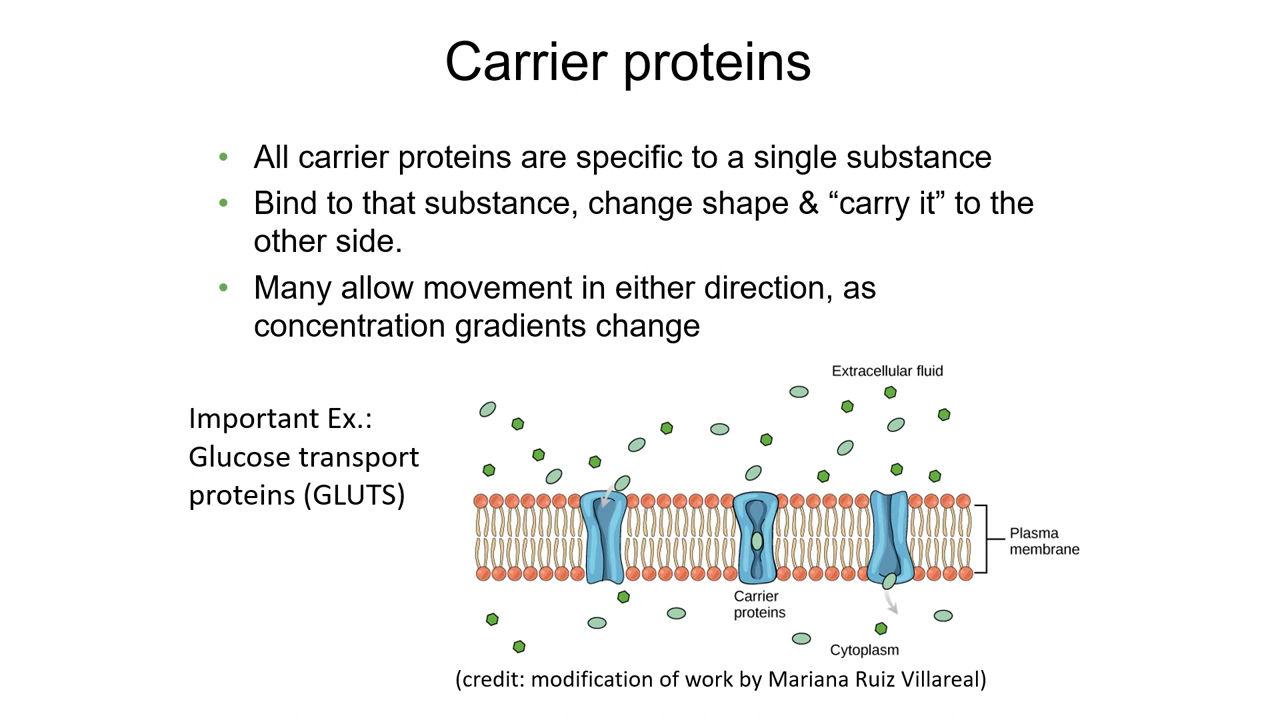 Carrier proteins
• All carrier proteins are specific to a single substance
• Bind to that substance, change shape & “carry it” to the
other side.
• Many allow movement in either direction, as
concentration gradients change
Important Ex.:
Glucose transport
proteins (GLUTS)
Extracellular fluid
Plasma
membrane
Carrier
proteins
Cytoplasm
(credit: modification of work by Mariana Ruiz Villareal)